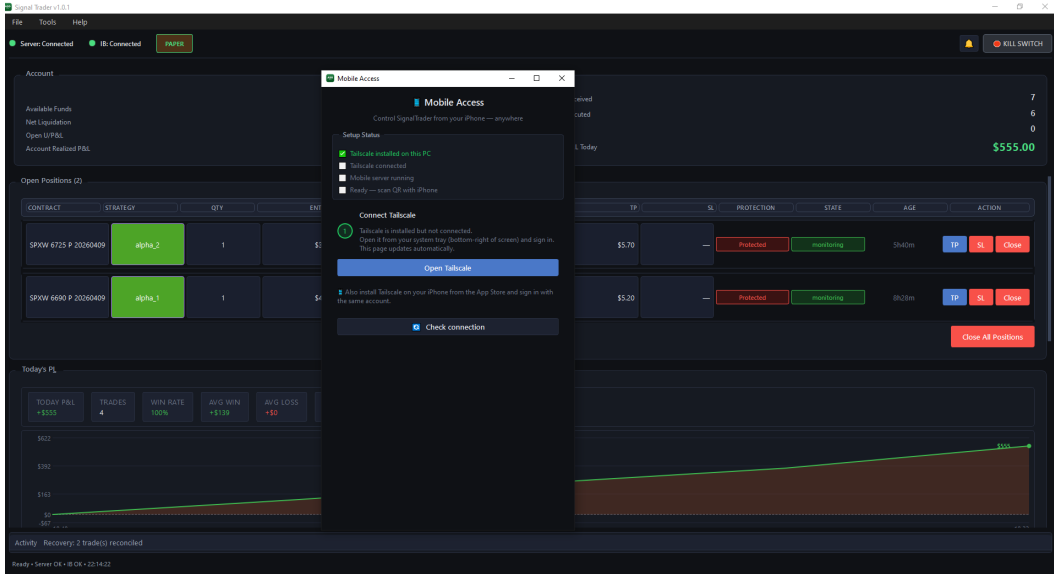 Signal Trader v1.0.1
File Tools Help
Server: Connected IB: Connected PAPER
KILL SWITCH
Account
Available Funds
Net Liquidation
Open U/P&L
Account Realized P&L
ceived 7
cuted 6
0
Today $555.00
Mobile Access
Mobile Access
Control SignalTrader from your iPhone — anywhere
Setup Status
Tailscale installed on this PC
Tailscale connected
Mobile server running
Ready — scan QR with iPhone
Connect Tailscale
1
Tailscale is installed but not connected.
Open it from your system tray (bottom-right of screen) and sign in.
This page updates automatically.
Open Tailscale
Also install Tailscale on your iPhone from the App Store and sign in with
the same account.
Check connection
Open Positions (2)
CONTRACT STRATEGY QTY ENT TP SL PROTECTION STATE AGE ACTION
SPXW 6725 P 20260409 alpha_2 1 $3 $5.70 — Protected monitoring 5h40m TP SL Close
SPXW 6690 P 20260409 alpha_1 1 $4 $5.20 — Protected monitoring 8h28m TP SL Close
Close All Positions
Today's PL
TODAY P&L TRADES WIN RATE AVG WIN AVG LOSS
+$555 4 100% +$139 +$0
$622
$392
$163
$0
-$67
$555
Activity Recovery: 2 trade(s) reconciled
Ready • Server OK • IB OK • 22:14:22